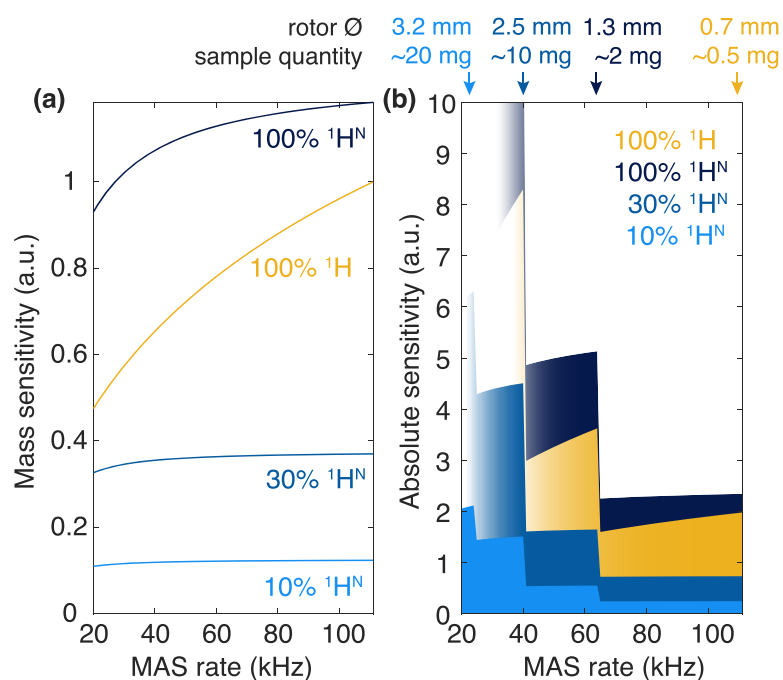 rotor Ø 3.2 mm 2.5 mm 1.3 mm 0.7 mm
sample quantity ~20 mg ~10 mg ~2 mg ~0.5 mg
(a)
100% ¹Hᴺ
100% ¹H
30% ¹Hᴺ
10% ¹Hᴺ
Mass sensitivity (a.u.)
1
0.8
0.6
0.4
0.2
0
20 40 60 80 100
MAS rate (kHz)
(b)
100% ¹H
100% ¹Hᴺ
30% ¹Hᴺ
10% ¹Hᴺ
Absolute sensitivity (a.u.)
10
9
8
7
6
5
4
3
2
1
0
20 40 60 80 100
MAS rate (kHz)